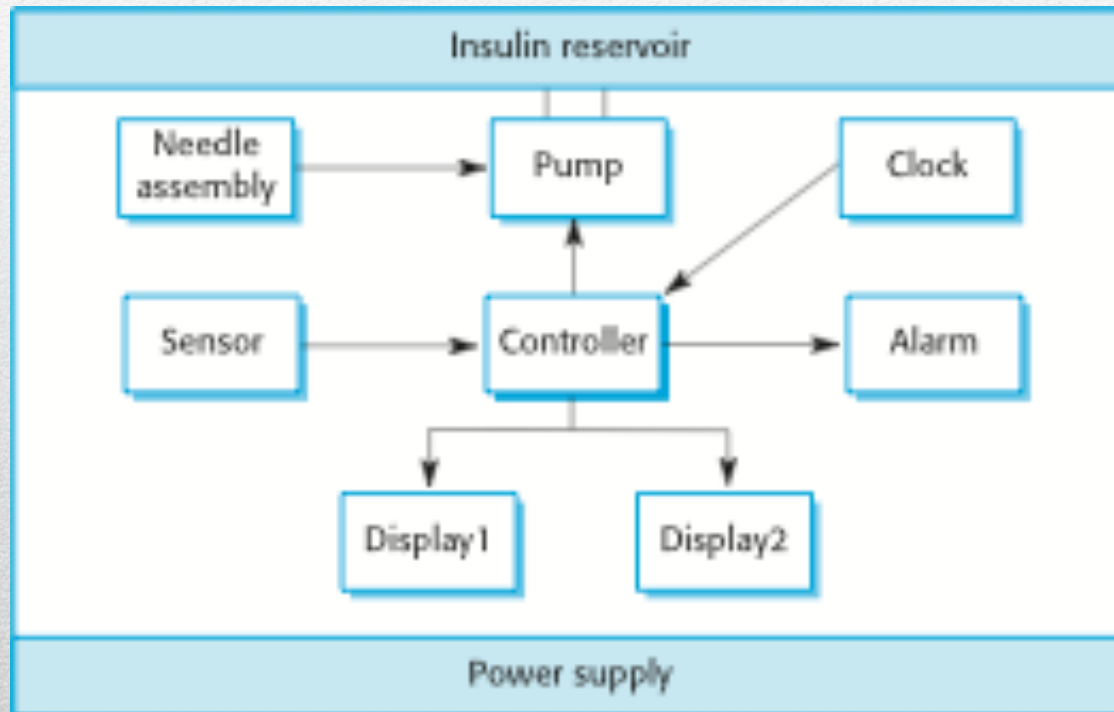 Insulin reservoir
Needle
assembly
Pump
Clock
Sensor
Controller
Alarm
Display1
Display2
Power supply